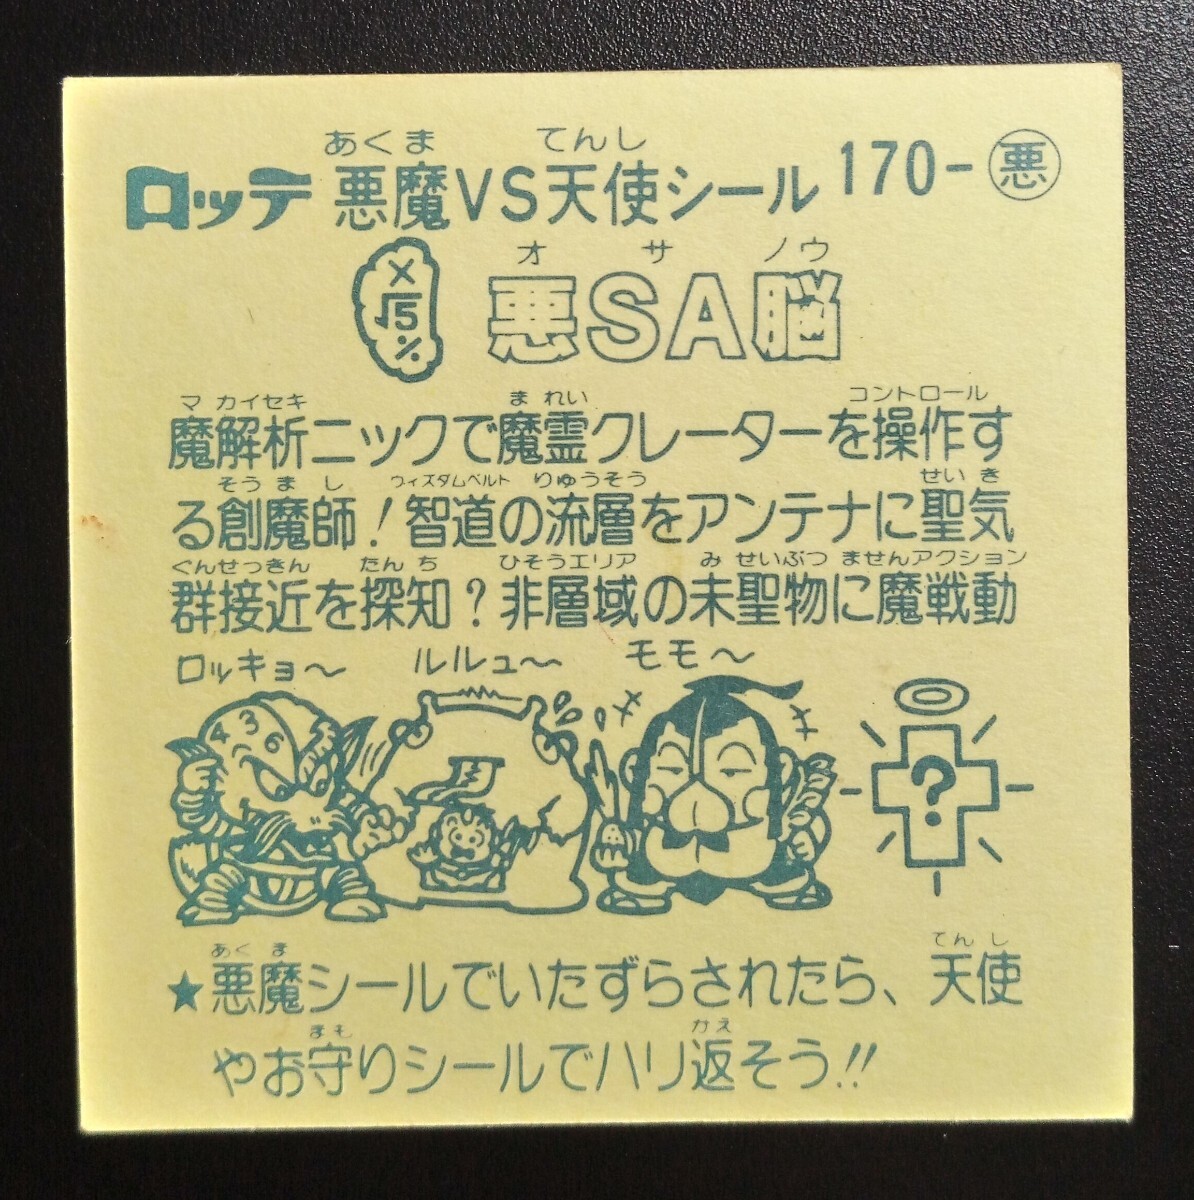 あくま てんし
ロッテ 悪魔VS天使シール 170-悪
オ サ ノウ
× √5 % 悪SA脳
マ カイセキ ま れい コントロール
魔解析ニックで魔霊クレーターを操作す
そう ま し ウィズダムベルト りゅうそう せい き
る創魔師!智道の流層をアンテナに聖気
ぐんせっきん たん ち ひそうエリア み せいぶつ ませんアクション
群接近を探知?非層域の未聖物に魔戦動
ロッキョ〜 ルルュ〜 モモ〜
4 3 6 ?
あく ま てん し
★悪魔シールでいたずらされたら、天使
まも かえ
やお守りシールでハリ返そう!!